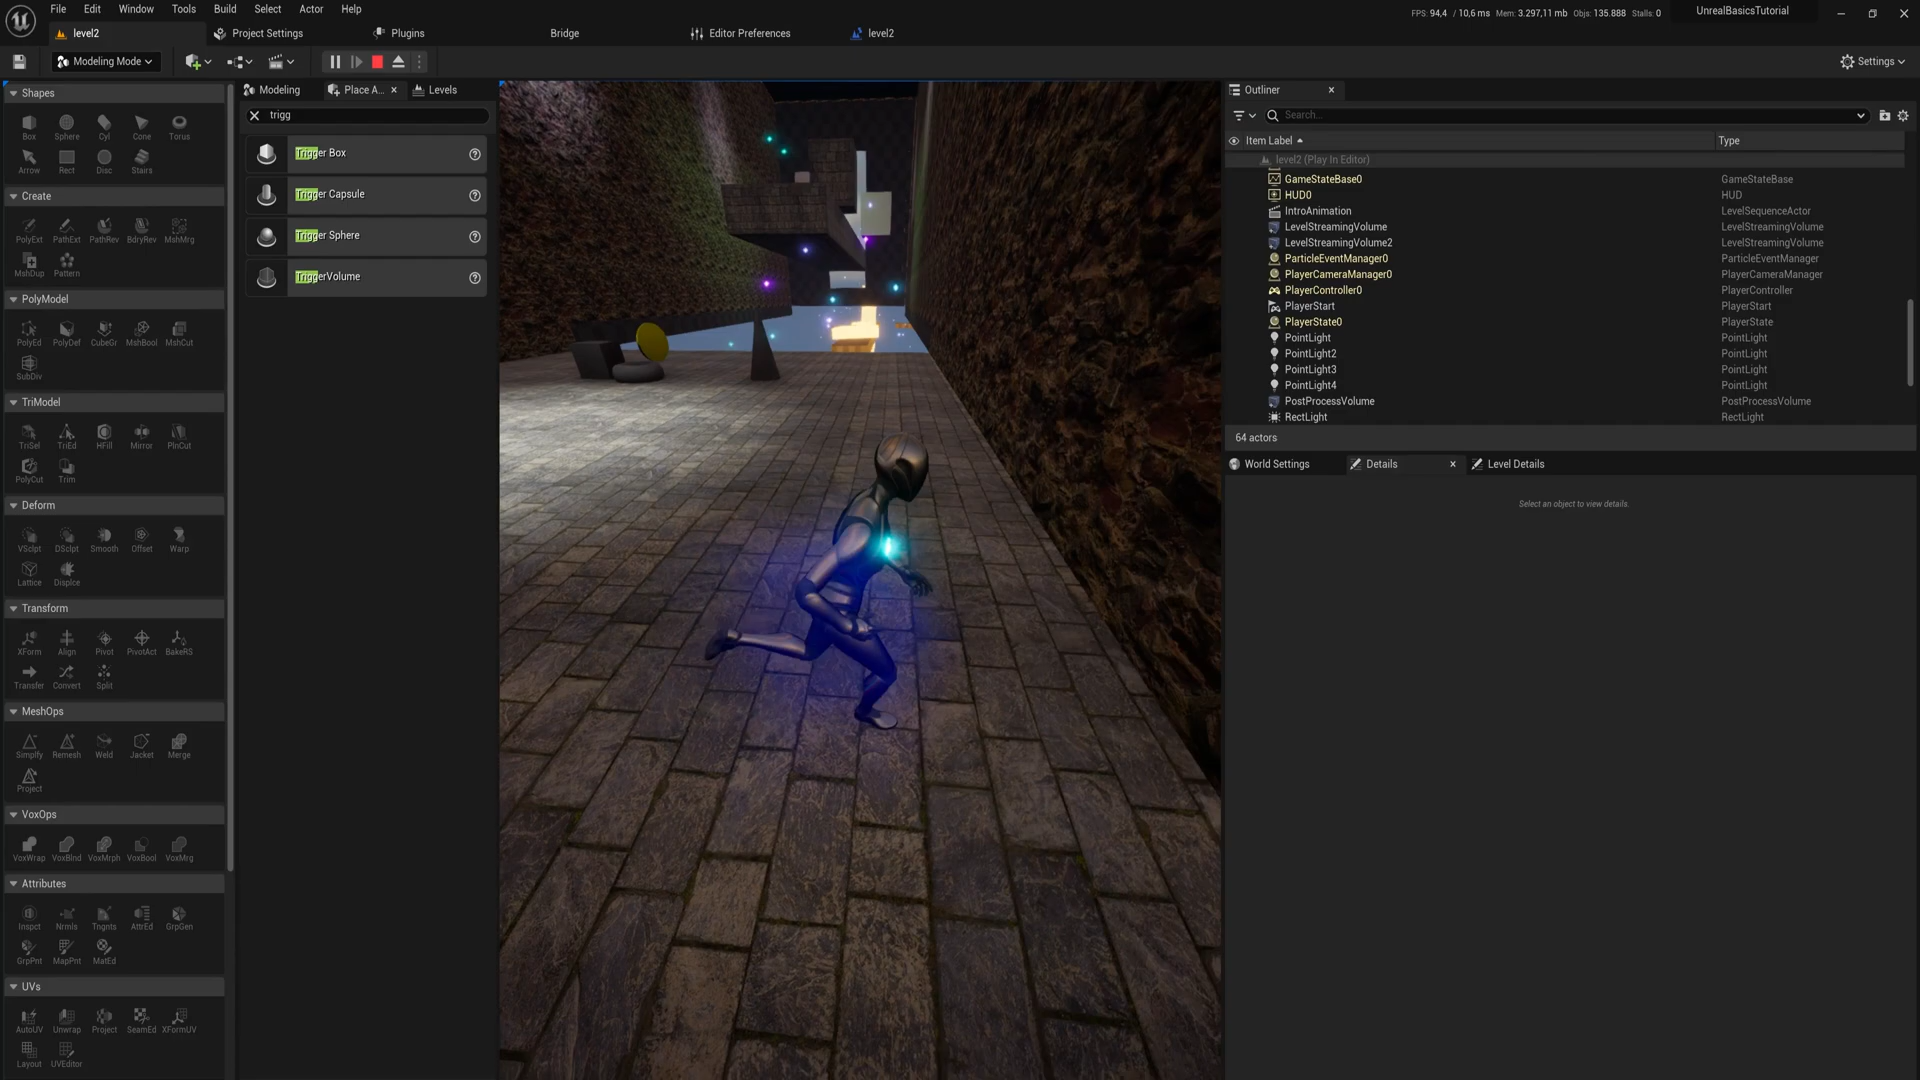 File Edit Window Tools Build Select Actor Help
FPS: 94,4 / 10,6 ms Mem: 3.297,11 mb Objs: 135.888 Stalls: 0
UnrealBasicsTutorial
level2 Project Settings Plugins Bridge Editor Preferences level2
Modeling Mode
Settings
Shapes
Box Sphere Cyl Cone Torus
Arrow Rect Disc Stairs
Create
PolyExt PathExt PathRev BdryRev MshMrg
MshDup Pattern
PolyModel
PolyEd PolyDef CubeGr MshBool MshCut
SubDiv
TriModel
TriSel TriEd HFill Mirror PlnCut
PolyCut Trim
Deform
VSclpt DSclpt Smooth Offset Warp
Lattice Displce
Transform
XForm Align Pivot PivotAct BakeRS
Transfer Convert Split
MeshOps
Simplfy Remesh Weld Jacket Merge
Project
VoxOps
VoxWrap VoxBlnd VoxMrph VoxBool VoxMrg
Attributes
Inspct Nrmls Tngnts AttrEd GrpGen
GrpPnt MapPnt MatEd
UVs
AutoUV Unwrap Project SeamEd XFormUV
Layout UVEditor
Modeling Place A... Levels
trigg
Trigger Box
Trigger Capsule
Trigger Sphere
TriggerVolume
Outliner
Search...
Item Label Type
level2 (Play In Editor)
GameStateBase0 GameStateBase
HUD0 HUD
IntroAnimation LevelSequenceActor
LevelStreamingVolume LevelStreamingVolume
LevelStreamingVolume2 LevelStreamingVolume
ParticleEventManager0 ParticleEventManager
PlayerCameraManager0 PlayerCameraManager
PlayerController0 PlayerController
PlayerStart PlayerStart
PlayerState0 PlayerState
PointLight PointLight
PointLight2 PointLight
PointLight3 PointLight
PointLight4 PointLight
PostProcessVolume PostProcessVolume
RectLight RectLight
64 actors
World Settings Details Level Details
Select an object to view details.